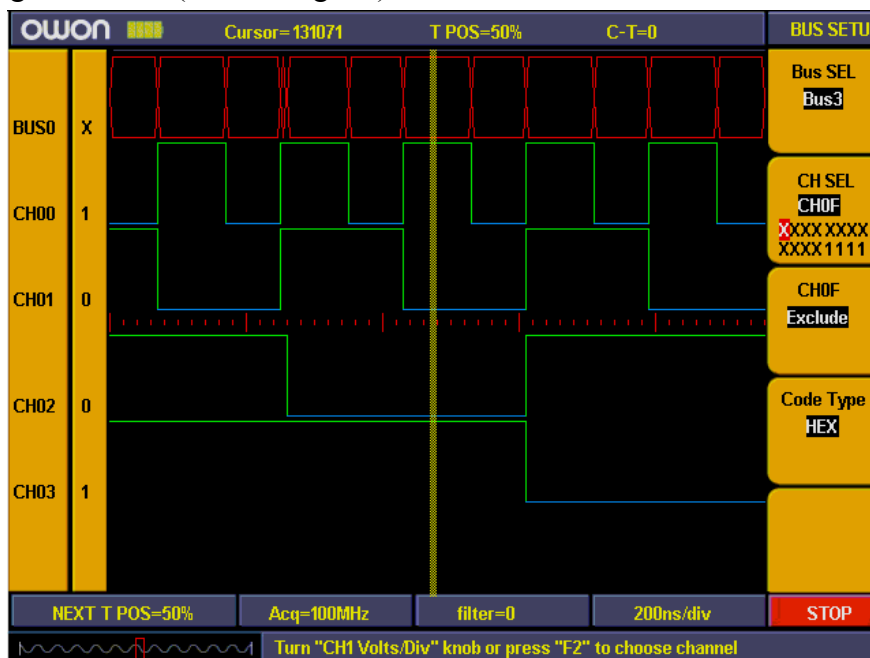 owon Cursor=131071 T POS=50% C-T=0 BUS SETU
Bus SEL
Bus3
BUS0 X
CH SEL
CH0F
XXXX XXXX
XXXX1111
CH00 1
CH0F
Exclude
CH01 0
Code Type
HEX
CH02 0
CH03 1
NEXT T POS=50% Acq=100MHz filter=0 200ns/div STOP
Turn "CH1 Volts/Div" knob or press "F2" to choose channel